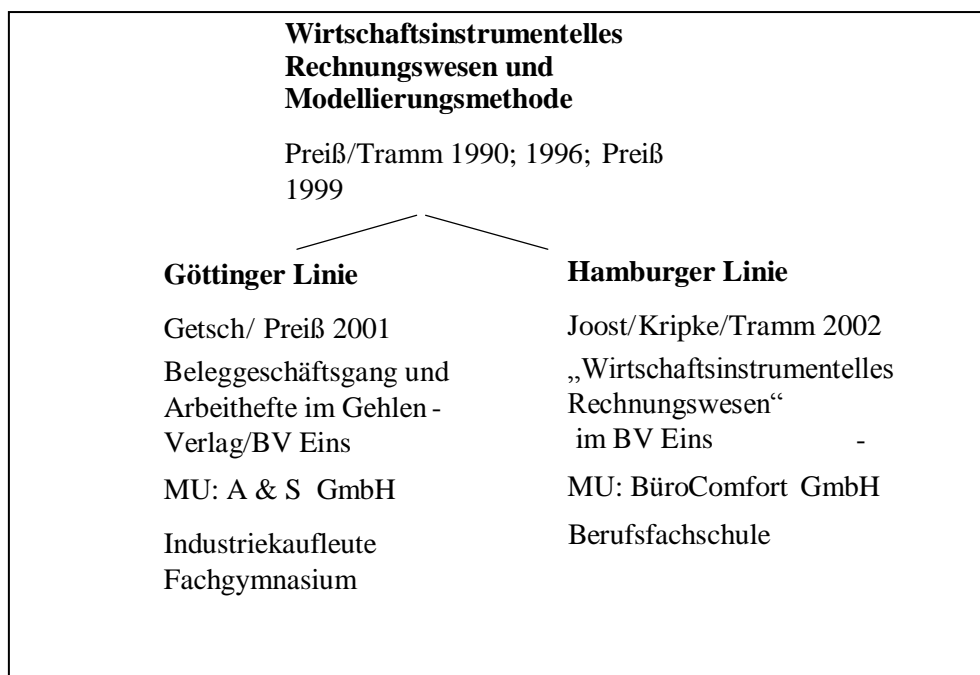 Wirtschaftsinstrumentelles
Rechnungswesen und
Modellierungsmethode
Preiß/Tramm 1990; 1996; Preiß
1999
Göttinger Linie
Getsch/ Preiß 2001
Beleggeschäftsgang und
Arbeithefte im Gehlen -
Verlag/BV Eins
MU: A & S GmbH
Industriekaufleute
Fachgymnasium
Hamburger Linie
Joost/Kripke/Tramm 2002
„Wirtschaftsinstrumentelles
Rechnungswesen“
im BV Eins -
MU: BüroComfort GmbH
Berufsfachschule